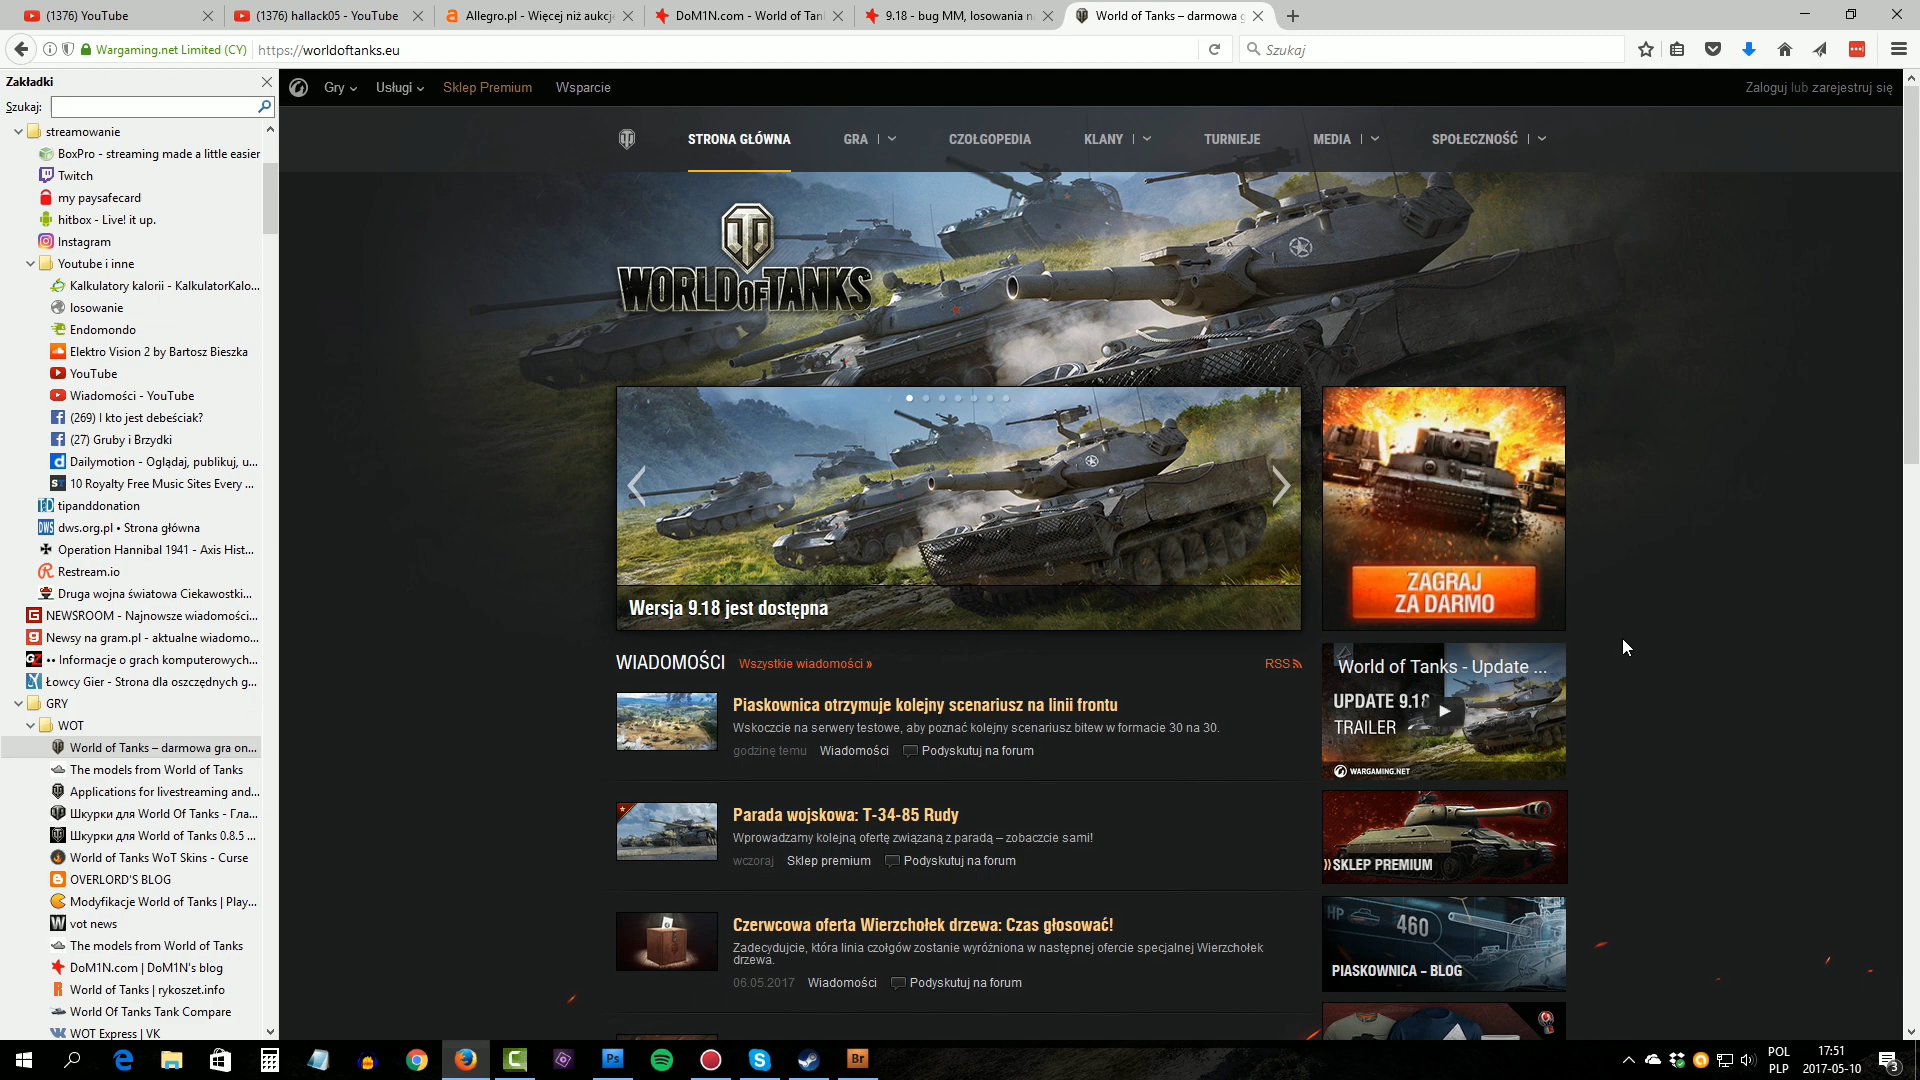 (1376) YouTube
(1376) hallack05 - YouTube
Allegro.pl - Więcej niż aukcje
DoM1N.com - World of Tan
9.18 - bug MM, losowania n
World of Tanks – darmowa g
Wargaming.net Limited (CY)
https://worldoftanks.eu
Szukaj
Zakładki
Szukaj:
streamowanie
BoxPro - streaming made a little easier
Twitch
my paysafecard
hitbox - Live! it up.
Instagram
Youtube i inne
Kalkulatory kalorii - KalkulatorKalo...
losowanie
Endomondo
Elektro Vision 2 by Bartosz Bieszka
YouTube
Wiadomości - YouTube
(269) I kto jest debeściak?
(27) Gruby i Brzydki
Dailymotion - Oglądaj, publikuj, u...
10 Royalty Free Music Sites Every ...
tipanddonation
dws.org.pl • Strona główna
Operation Hannibal 1941 - Axis Hist...
Restream.io
Druga wojna światowa Ciekawostki...
NEWSROOM - Najnowsze wiadomości...
Newsy na gram.pl - aktualne wiadomo...
•• Informacje o grach komputerowych...
Łowcy Gier - Strona dla oszczędnych g...
GRY
WOT
World of Tanks – darmowa gra on...
The models from World of Tanks
Applications for livestreaming and...
Шкурки для World Of Tanks - Гла...
Шкурки для World of Tanks 0.8.5 ...
World of Tanks WoT Skins - Curse
OVERLORD'S BLOG
Modyfikacje World of Tanks | Play...
vot news
The models from World of Tanks
DoM1N.com | DoM1N's blog
World of Tanks | rykoszet.info
World Of Tanks Tank Compare
WOT Express | VK
Gry
Usługi
Sklep Premium
Wsparcie
Zaloguj lub zarejestruj się
STRONA GŁÓWNA
GRA
CZOŁGOPEDIA
KLANY
TURNIEJE
MEDIA
SPOŁECZNOŚĆ
WORLD OF TANKS
Wersja 9.18 jest dostępna
ZAGRAJ
ZA DARMO
WIADOMOŚCI
Wszystkie wiadomości »
RSS
Piaskownica otrzymuje kolejny scenariusz na linii frontu
Wskoczcie na serwery testowe, aby poznać kolejny scenariusz bitew w formacie 30 na 30.
godzinę temu Wiadomości Podyskutuj na forum
Parada wojskowa: T-34-85 Rudy
Wprowadzamy kolejną ofertę związaną z paradą – zobaczcie sami!
wczoraj Sklep premium Podyskutuj na forum
Czerwcowa oferta Wierzchołek drzewa: Czas głosować!
Zadecydujcie, która linia czołgów zostanie wyróżniona w następnej ofercie specjalnej Wierzchołek
drzewa.
06.05.2017 Wiadomości Podyskutuj na forum
World of Tanks - Update ...
UPDATE 9.18
TRAILER
WARGAMING.NET
SKLEP PREMIUM
HP
460
PIASKOWNICA – BLOG
Ps
Br
POL
PLP
17:51
2017-05-10
3